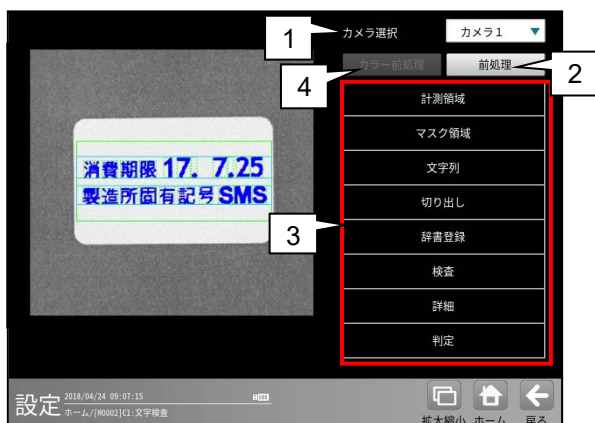 1
カメラ選択
カメラ1
カラー前処理
前処理
2
4
計測領域
マスク領域
文字列
切り出し
3
辞書登録
検査
詳細
判定
消費期限 17. 7.25
製造所固有記号 SMS
設定
2018/04/24 09:07:15
ホーム/[M0002]C1:文字検査
拡大縮小
ホーム
戻る